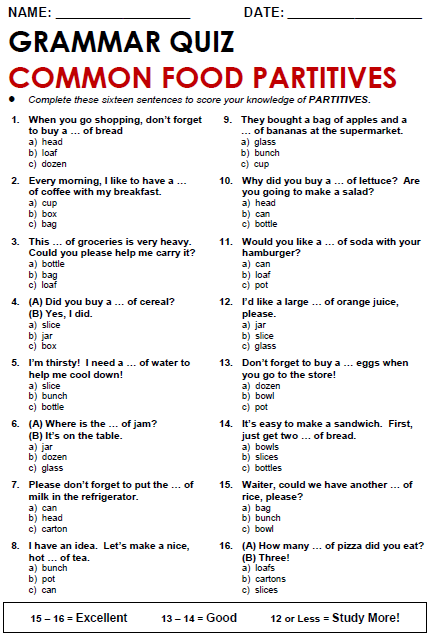 NAME: ____________________ DATE: ____________________
GRAMMAR QUIZ
COMMON FOOD PARTITIVES
● Complete these sixteen sentences to score your knowledge of PARTITIVES.
1. When you go shopping, don't forget
to buy a … of bread
a) head
b) loaf
c) dozen
2. Every morning, I like to have a …
of coffee with my breakfast.
a) cup
b) box
c) bag
3. This … of groceries is very heavy.
Could you please help me carry it?
a) bottle
b) bag
c) loaf
4. (A) Did you buy a … of cereal?
(B) Yes, I did.
a) slice
b) jar
c) box
5. I'm thirsty! I need a … of water to
help me cool down!
a) slice
b) bunch
c) bottle
6. (A) Where is the … of jam?
(B) It's on the table.
a) jar
b) dozen
c) glass
7. Please don't forget to put the … of
milk in the refrigerator.
a) can
b) head
c) carton
8. I have an idea. Let's make a nice,
hot … of tea.
a) bunch
b) pot
c) can
9. They bought a bag of apples and a
… of bananas at the supermarket.
a) glass
b) bunch
c) cup
10. Why did you buy a … of lettuce? Are
you going to make a salad?
a) head
b) can
c) bottle
11. Would you like a … of soda with your
hamburger?
a) can
b) loaf
c) pot
12. I'd like a large … of orange juice,
please.
a) jar
b) slice
c) glass
13. Don't forget to buy a … eggs when
you go to the store!
a) dozen
b) bowl
c) pot
14. It's easy to make a sandwich. First,
just get two … of bread.
a) bowls
b) slices
c) bottles
15. Waiter, could we have another … of
rice, please?
a) bag
b) bunch
c) bowl
16. (A) How many … of pizza did you eat?
(B) Three!
a) loafs
b) cartons
c) slices
15 – 16 = Excellent 13 – 14 = Good 12 or Less = Study More!